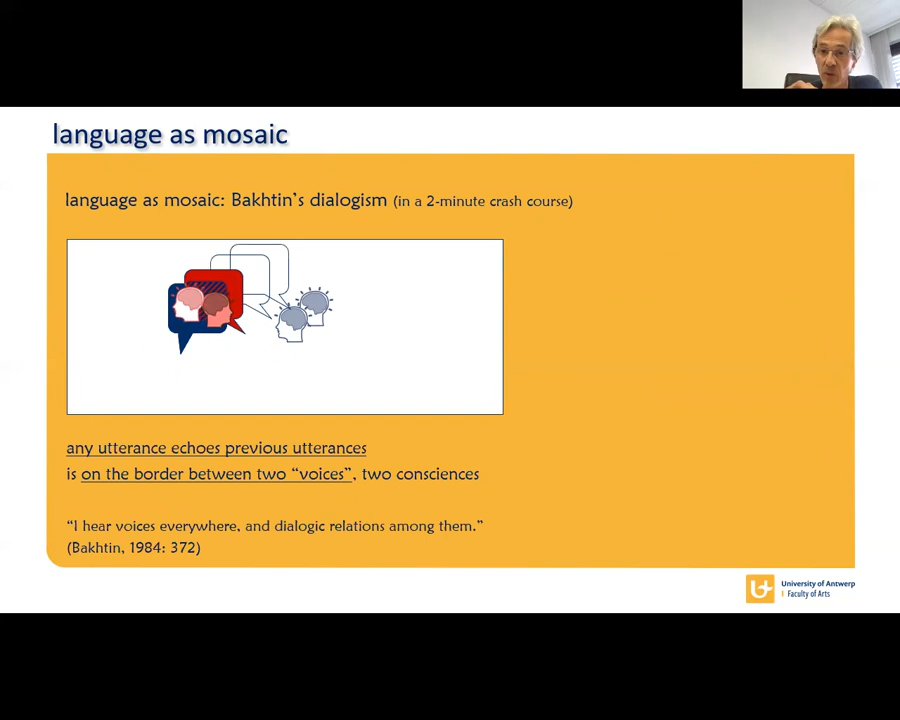 language as mosaic
language as mosaic: Bakhtin's dialogism (in a 2-minute crash course)
any utterance echoes previous utterances
is on the border between two “voices”, two consciences
“I hear voices everywhere, and dialogic relations among them.”
(Bakhtin, 1984: 372)
University of Antwerp
I Faculty of Arts